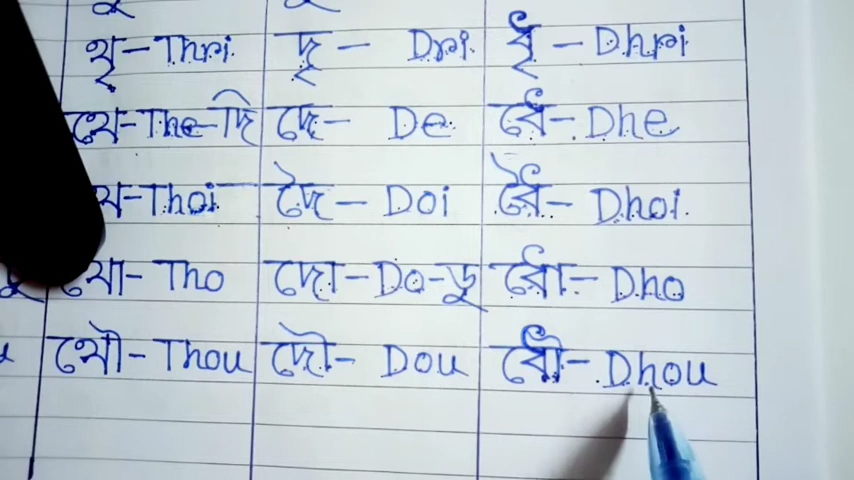 থৃ-Thri দৃ - Dri ধৃ - Dhri
থে-The-দি দে- De ধে-Dhe
Thoi দৈ- Doi ধৈ- Dhoi
থো- Tho দো-Do-ডু ধো- Dho
থৌ- Thou দৌ- Dou ধৌ-Dhou